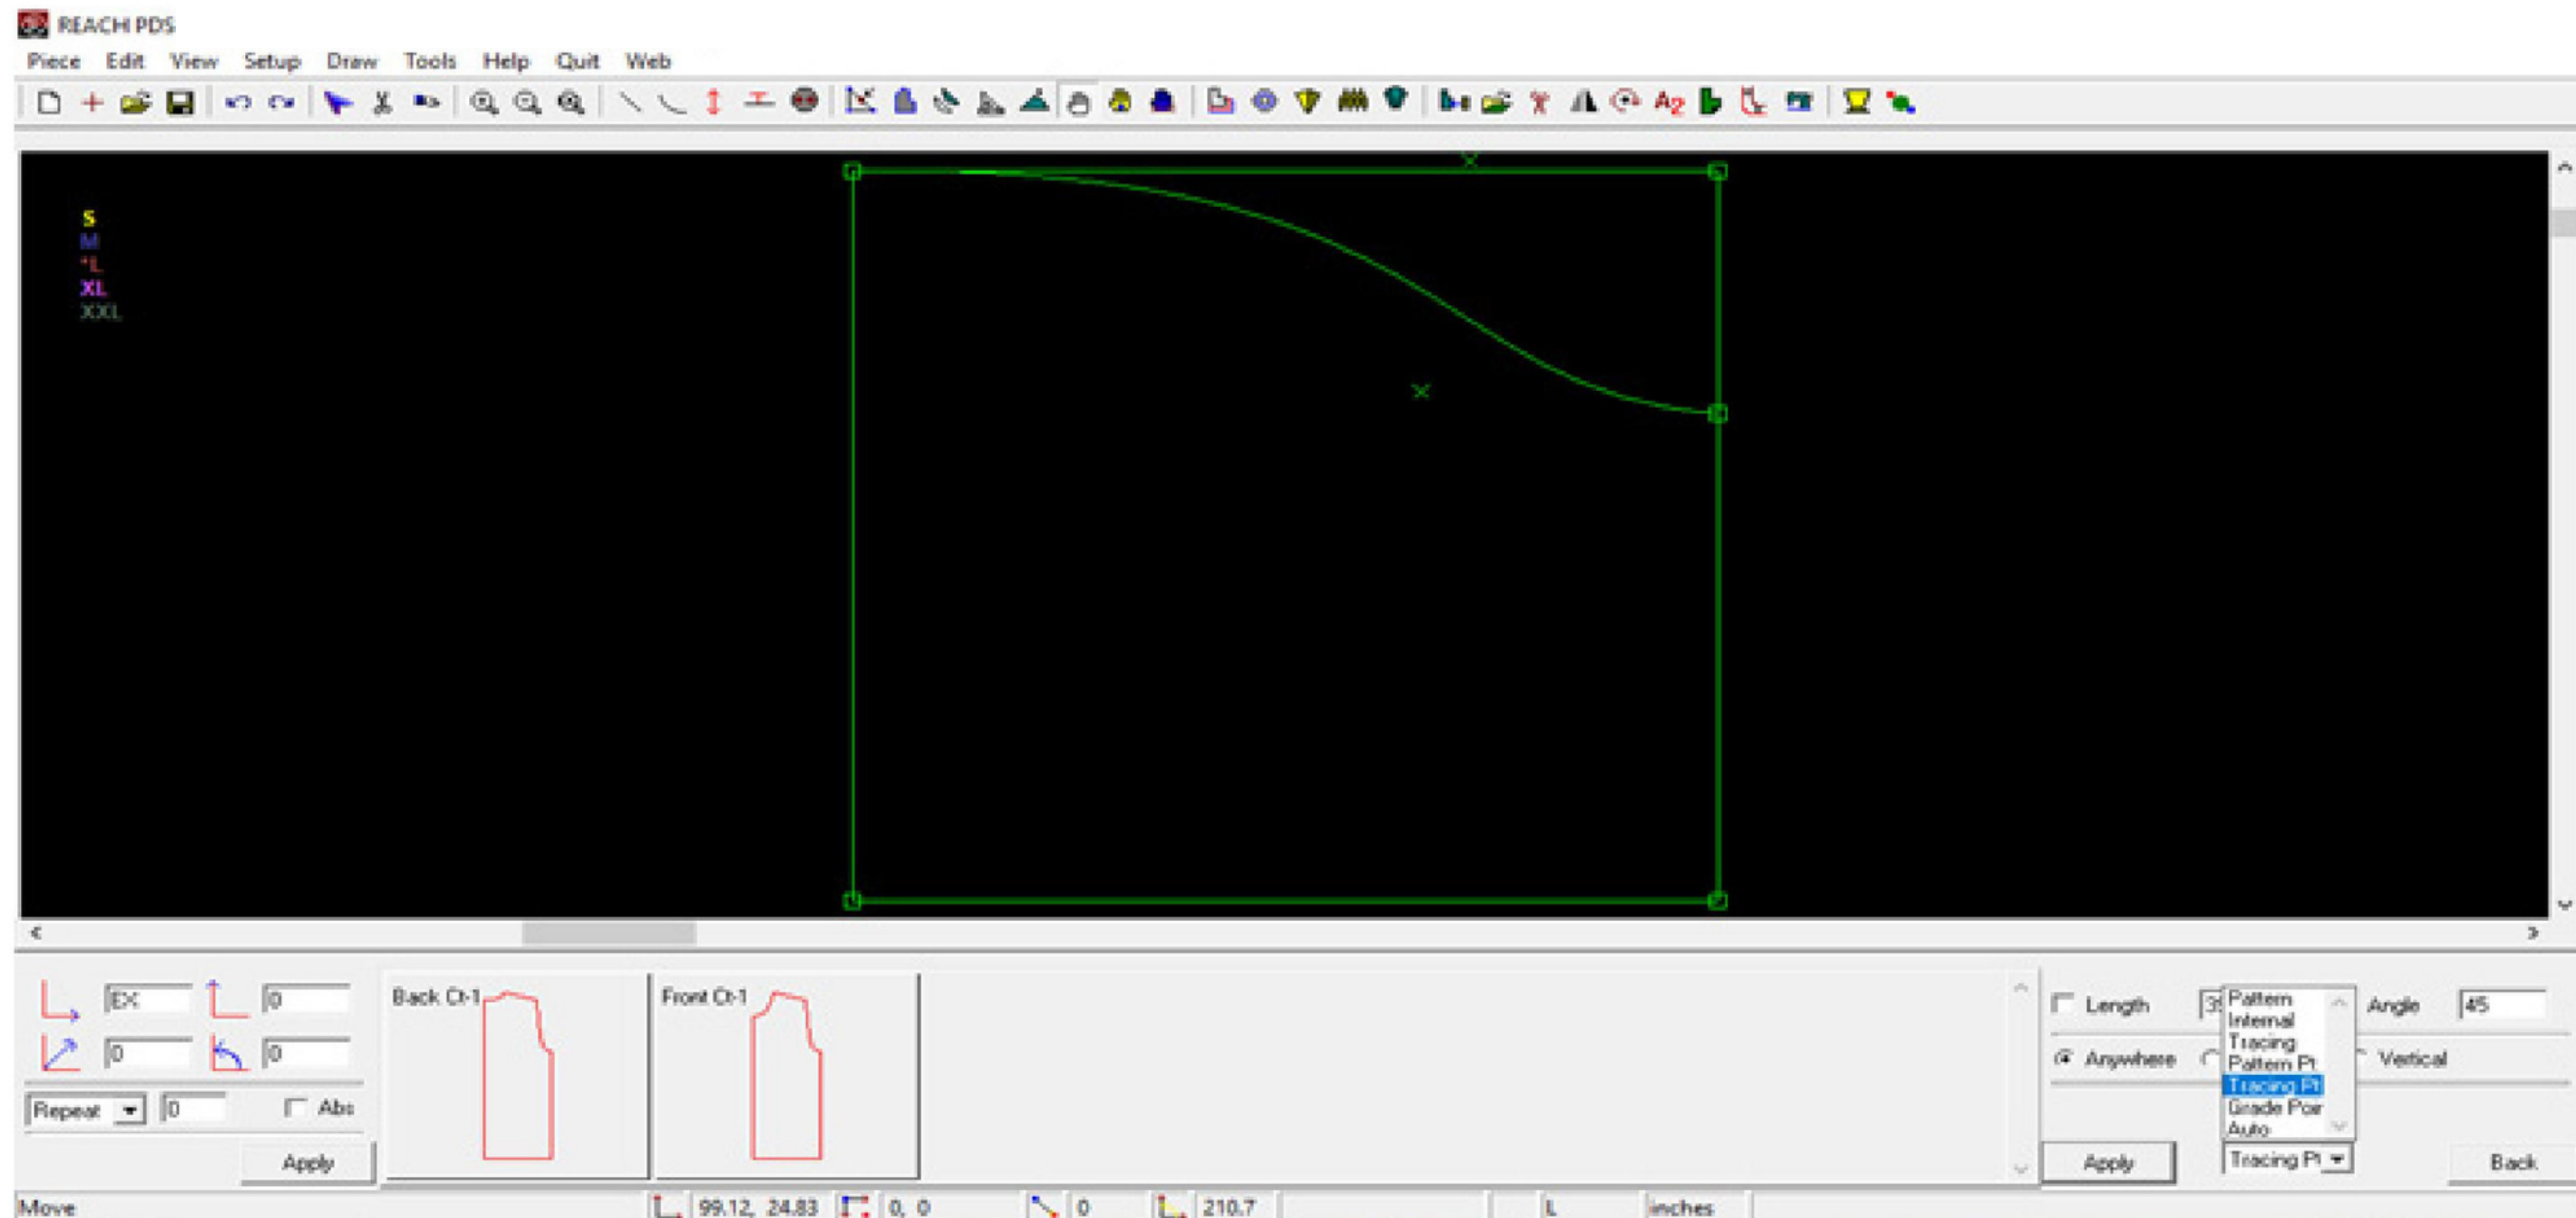 REACH PDS
Piece Edit View Setup Draw Tools Help Quit Web
S
M
*L
XL
XXL
EX 0
0 0
Repeat 0 Abs
Apply
Back Ct-1
Front Ct-1
Length Angle 45
Anywhere Vertical
Pattern
Internal
Tracing
Pattern Pt
Tracing Pt
Grade Poir
Auto
Apply Tracing Pt Back
Move 99.12, 24.83 0, 0 0 210.7 L inches